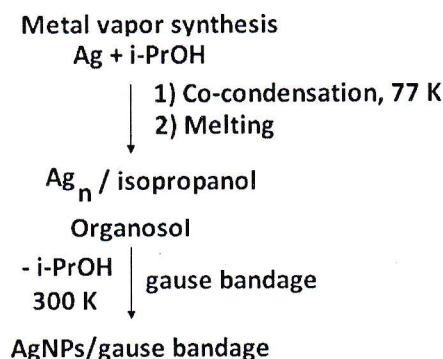 Metal vapor synthesis
Ag + i-PrOH
1) Co-condensation, 77 K
2) Melting
Agn / isopropanol
Organosol
- i-PrOH
300 K
gause bandage
AgNPs/gause bandage